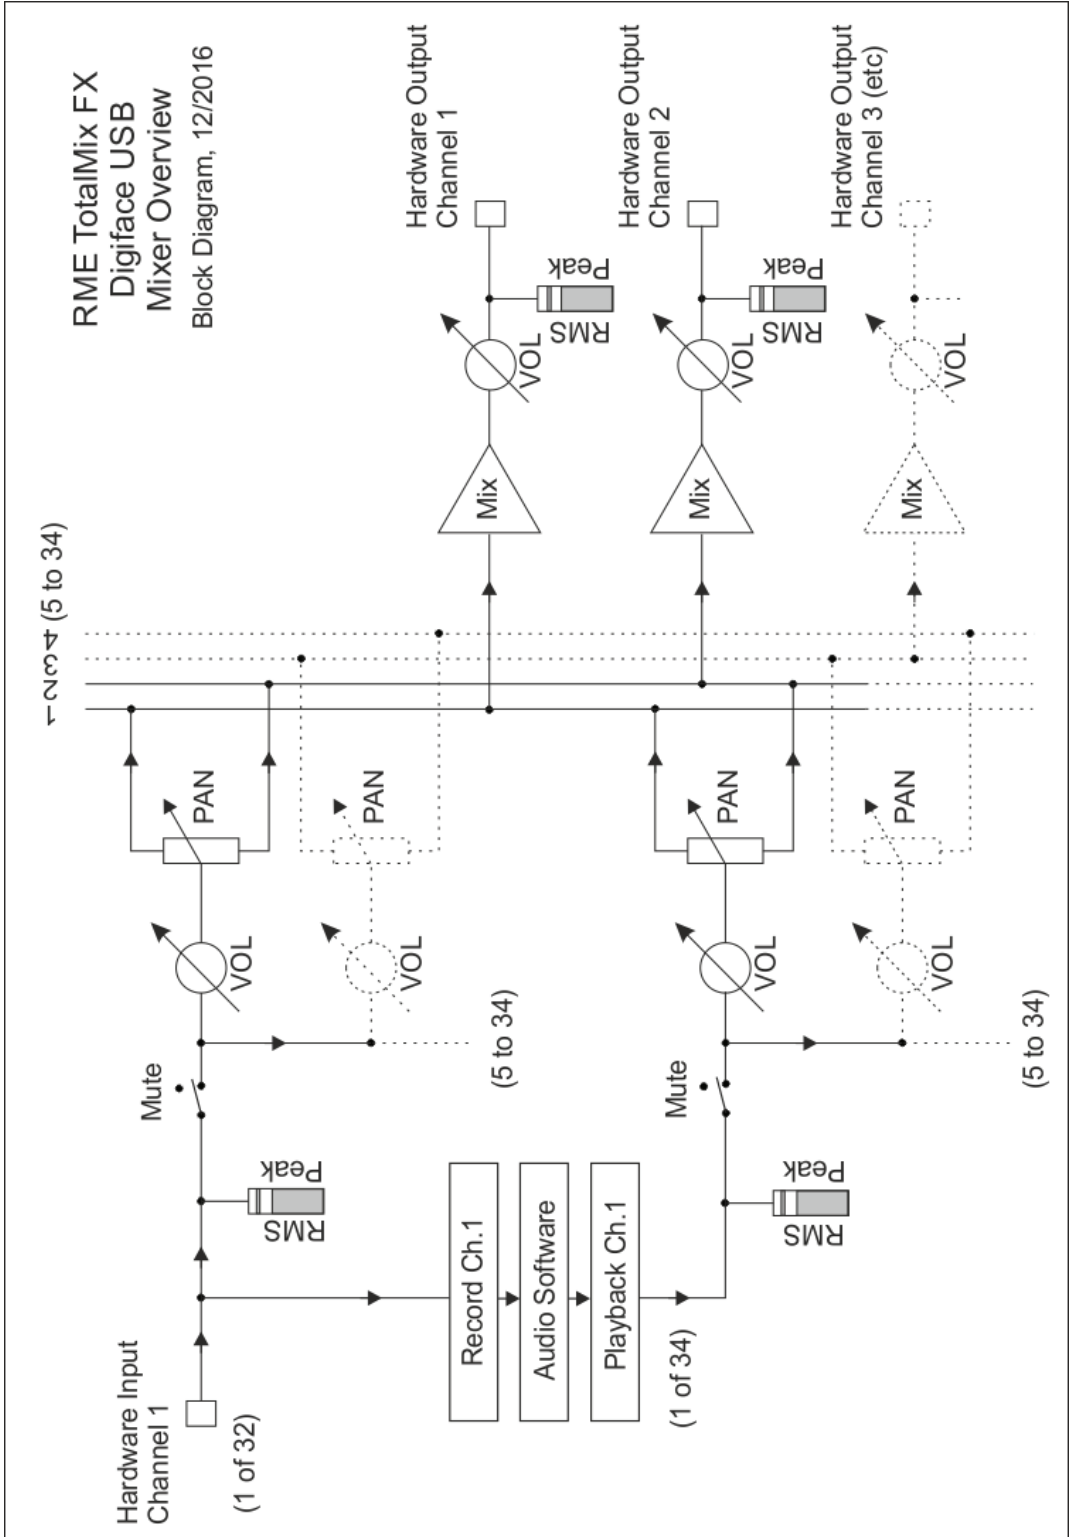 RME TotalMix FX
Digiface USB
Mixer Overview
Block Diagram, 12/2016
Hardware Input
Channel 1
(1 of 32)
RMS
Peak
Mute
VOL
PAN
VOL
PAN
(5 to 34)
1
2
3
4 (5 to 34)
Record Ch.1
Audio Software
Playback Ch.1
(1 of 34)
RMS
Peak
Mute
VOL
PAN
VOL
PAN
(5 to 34)
Mix
VOL
RMS
Peak
Hardware Output
Channel 1
Mix
VOL
RMS
Peak
Hardware Output
Channel 2
Mix
VOL
Hardware Output
Channel 3 (etc)